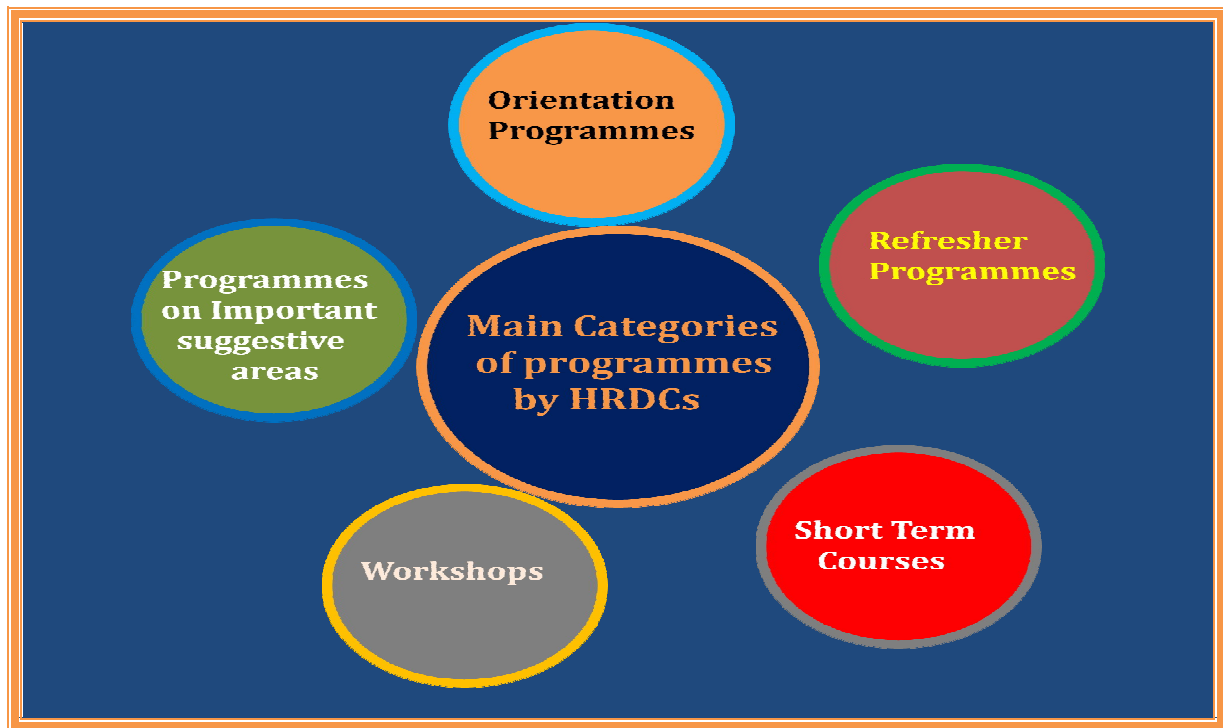 Orientation
Programmes
Refresher
Programmes
Programmes
on Important
suggestive
areas
Main Categories
of programmes
by HRDCs
Short Term
Courses
Workshops